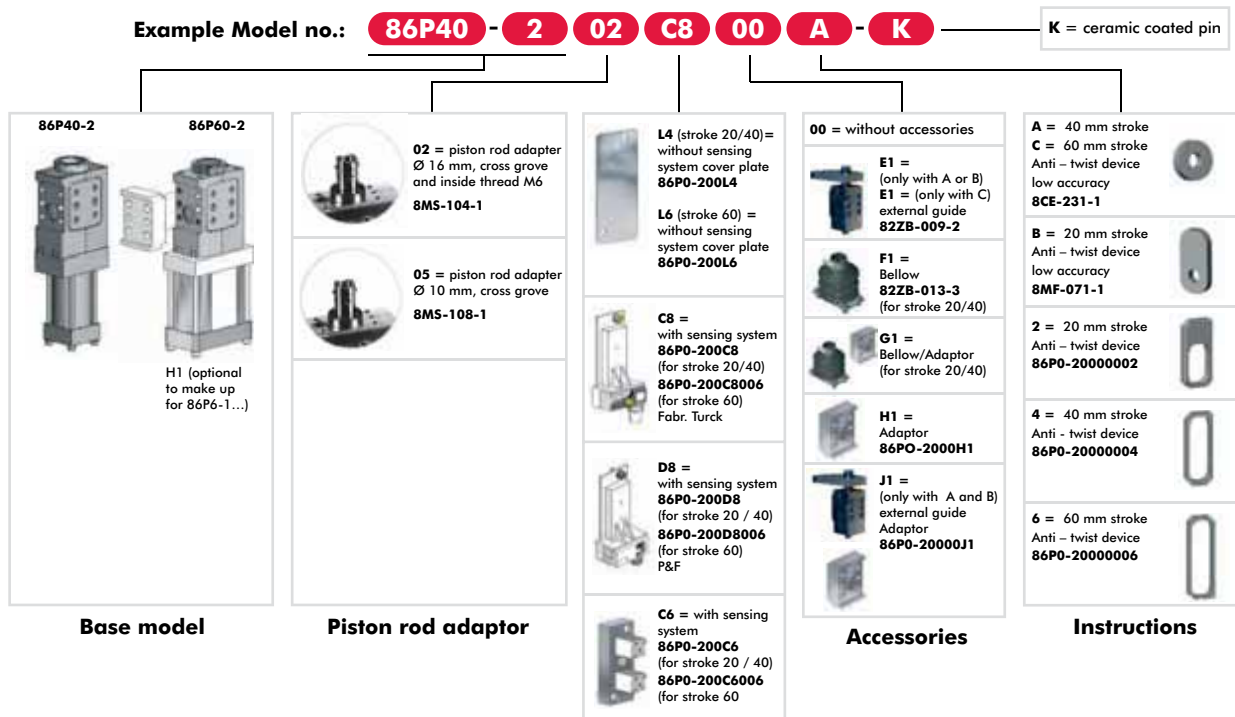 Example Model no.: 86P40 - 2 02 C8 00 A - K
K = ceramic coated pin
86P40-2 86P60-2
H1 (optional
to make up
for 86P6-1...)
Base model
02 = piston rod adapter
Ø 16 mm, cross grove
and inside thread M6
8MS-104-1
05 = piston rod adapter
Ø 10 mm, cross grove
8MS-108-1
Piston rod adaptor
L4 (stroke 20/40)=
without sensing
system cover plate
86P0-200L4
L6 (stroke 60) =
without sensing
system cover plate
86P0-200L6
C8 =
with sensing system
86P0-200C8
(for stroke 20/40)
86P0-200C8006
(for stroke 60)
Fabr. Turck
D8 =
with sensing system
86P0-200D8
(for stroke 20 / 40)
86P0-200D8006
(for stroke 60)
P&F
C6 = with sensing
system
86P0-200C6
(for stroke 20 / 40)
86P0-200C6006
(for stroke 60
00 = without accessories
E1 =
(only with A or B)
E1 = (only with C)
external guide
82ZB-009-2
F1 =
Bellow
82ZB-013-3
(for stroke 20/40)
G1 =
Bellow/Adaptor
(for stroke 20/40)
H1 =
Adaptor
86PO-2000H1
J1 =
(only with A and B)
external guide
Adaptor
86P0-20000J1
Accessories
A = 40 mm stroke
C = 60 mm stroke
Anti – twist device
low accuracy
8CE-231-1
B = 20 mm stroke
Anti – twist device
low accuracy
8MF-071-1
2 = 20 mm stroke
Anti – twist device
86P0-20000002
4 = 40 mm stroke
Anti - twist device
86P0-20000004
6 = 60 mm stroke
Anti – twist device
86P0-20000006
Instructions